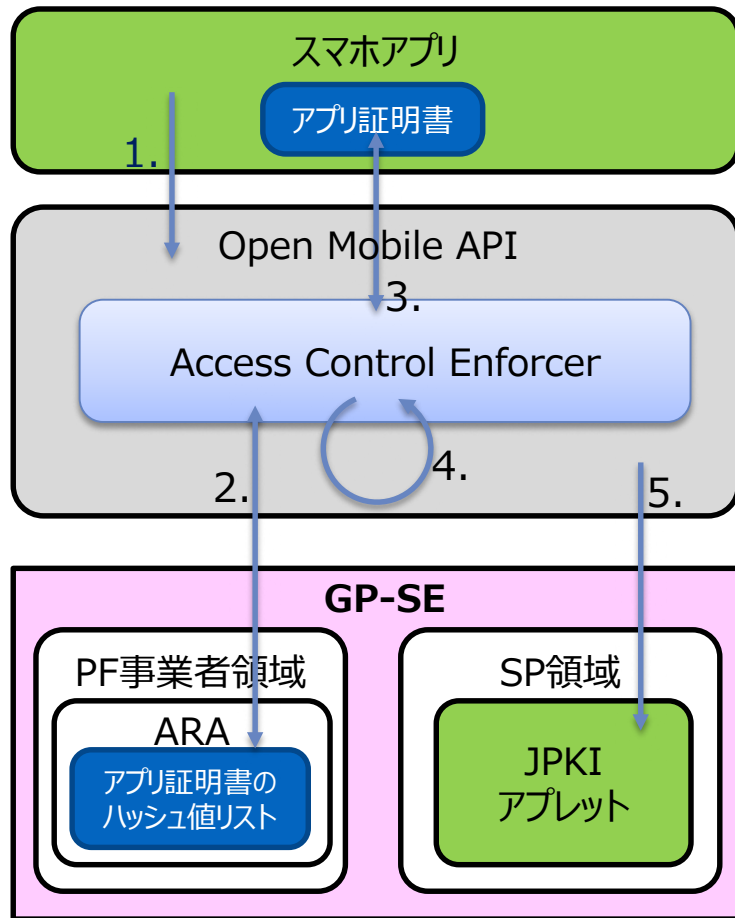 スマホアプリ
アプリ証明書
1.
Open Mobile API
3.
Access Control Enforcer
2.
4.
5.
GP-SE
PF事業者領域
ARA
アプリ証明書の
ハッシュ値リスト
SP領域
JPKI
アプレット